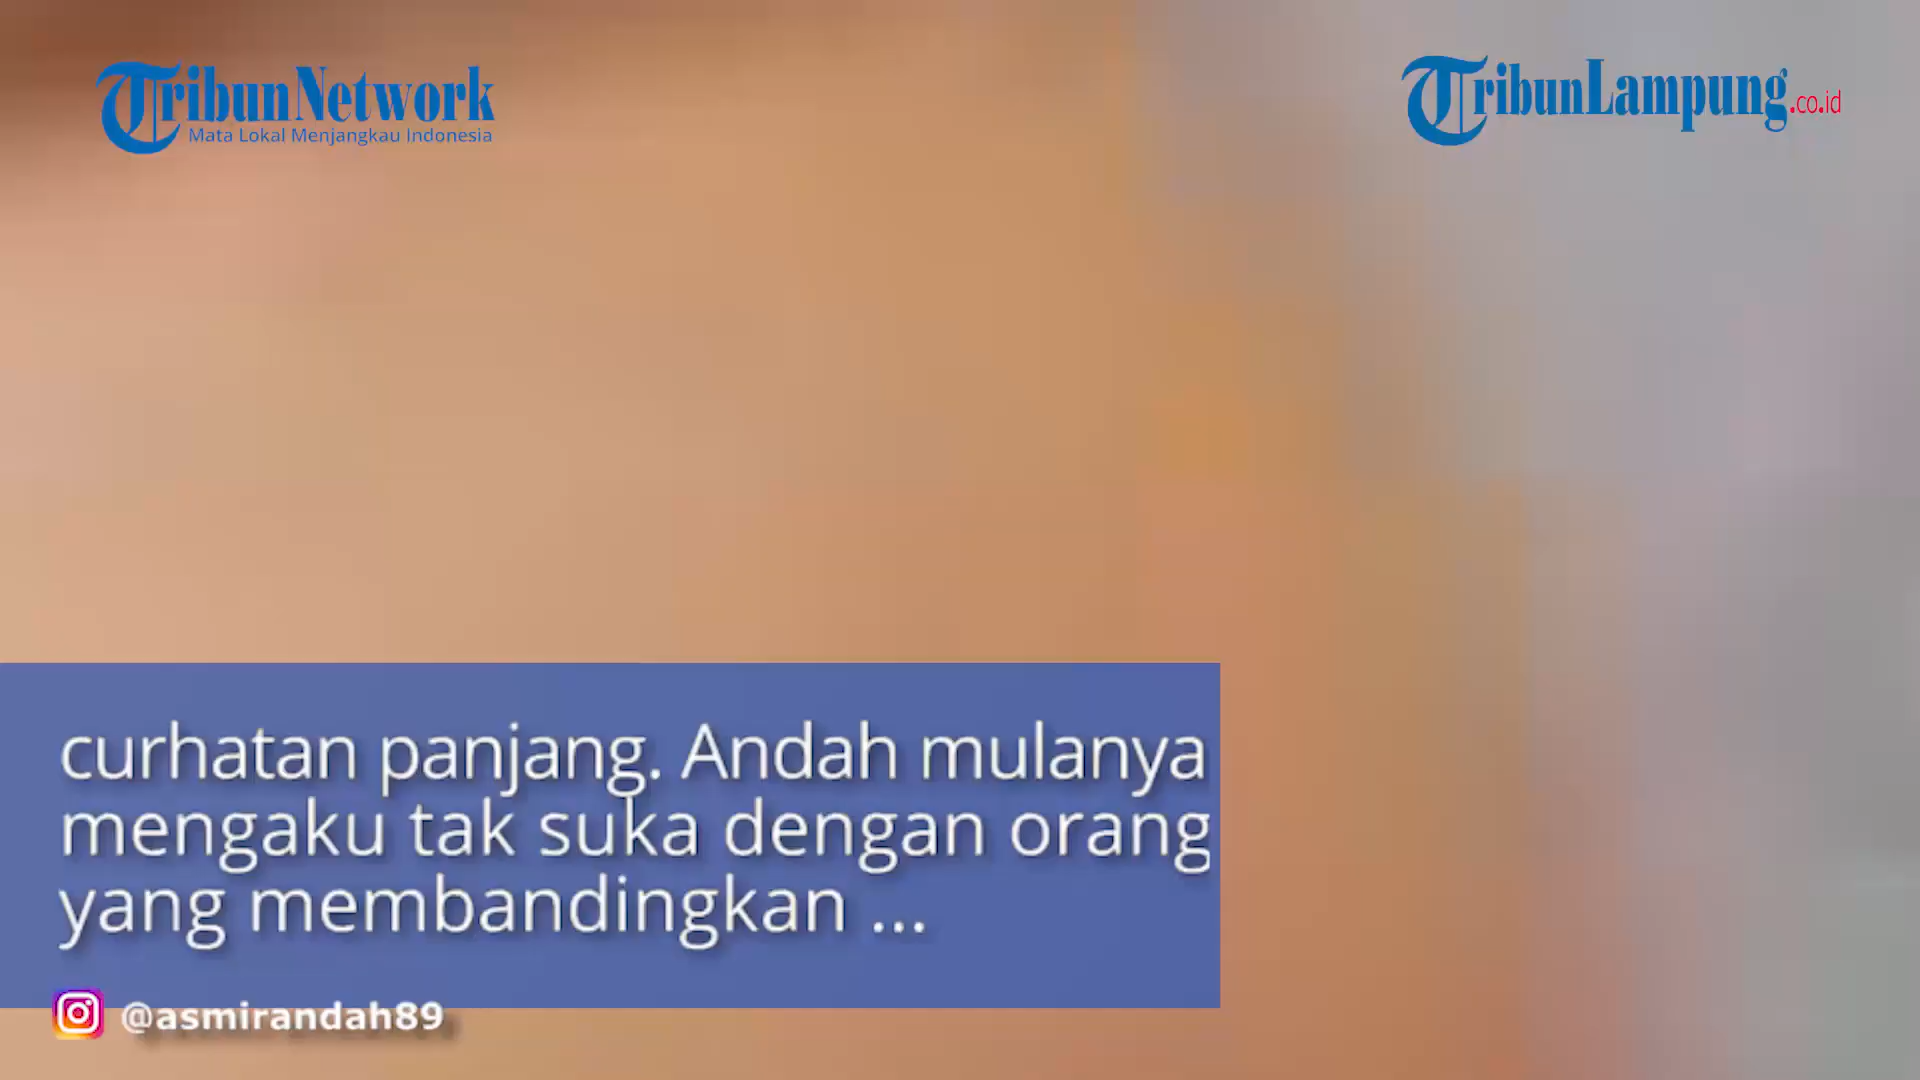 TribunNetwork
Mata Lokal Menjangkau Indonesia
TribunLampung.co.id
curhatan panjang. Andah mulanya
mengaku tak suka dengan orang
yang membandingkan ...
@asmirandah89